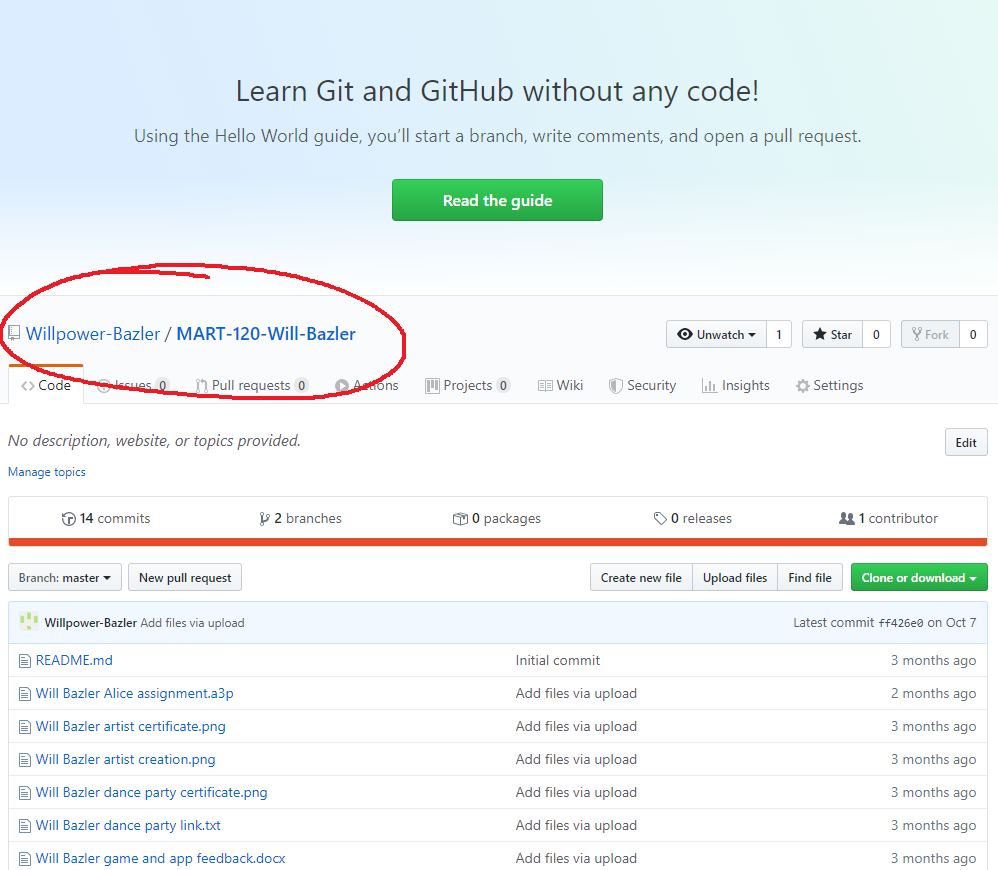 Learn Git and GitHub without any code!
Using the Hello World guide, you’ll start a branch, write comments, and open a pull request.
Read the guide
Willpower-Bazler / MART-120-Will-Bazler
Unwatch 1 Star 0 Fork 0
Code Issues 0 Pull requests 0 Actions Projects 0 Wiki Security Insights Settings
No description, website, or topics provided. Edit
Manage topics
14 commits 2 branches 0 packages 0 releases 1 contributor
Branch: master New pull request Create new file Upload files Find file Clone or download
Willpower-Bazler Add files via upload Latest commit ff426e0 on Oct 7
README.md Initial commit 3 months ago
Will Bazler Alice assignment.a3p Add files via upload 2 months ago
Will Bazler artist certificate.png Add files via upload 3 months ago
Will Bazler artist creation.png Add files via upload 3 months ago
Will Bazler dance party certificate.png Add files via upload 3 months ago
Will Bazler dance party link.txt Add files via upload 3 months ago
Will Bazler game and app feedback.docx Add files via upload 3 months ago